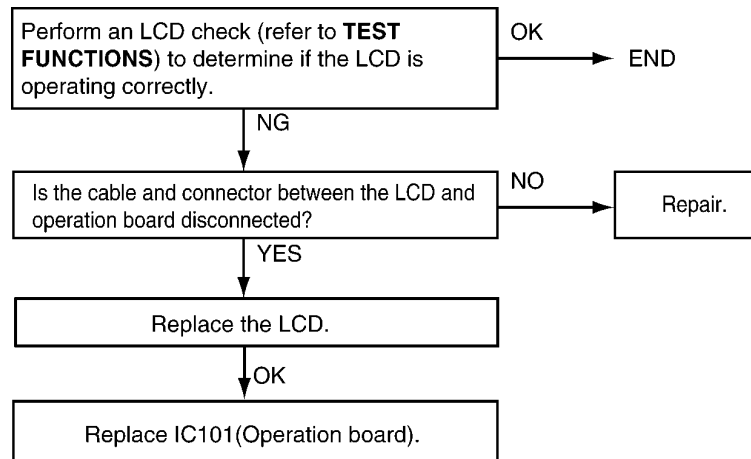 Perform an LCD check (refer to TEST
FUNCTIONS) to determine if the LCD is
operating correctly.
OK
END
NG
Is the cable and connector between the LCD and
operation board disconnected?
NO
Repair.
YES
Replace the LCD.
OK
Replace IC101(Operation board).